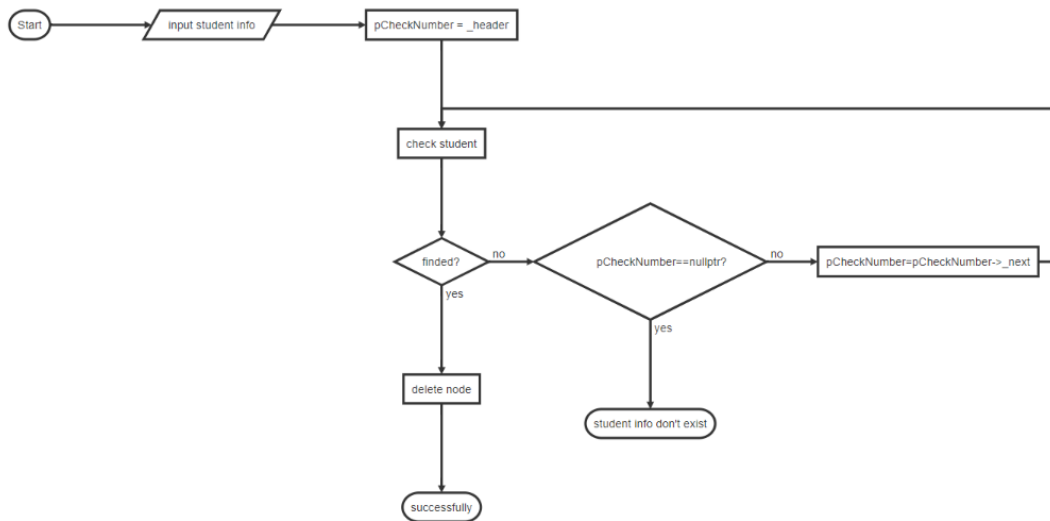 Start
input student info
pCheckNumber = _header
check student
finded?
no
pCheckNumber==nullptr?
no
pCheckNumber=pCheckNumber->_next
yes
yes
delete node
student info don't exist
successfully